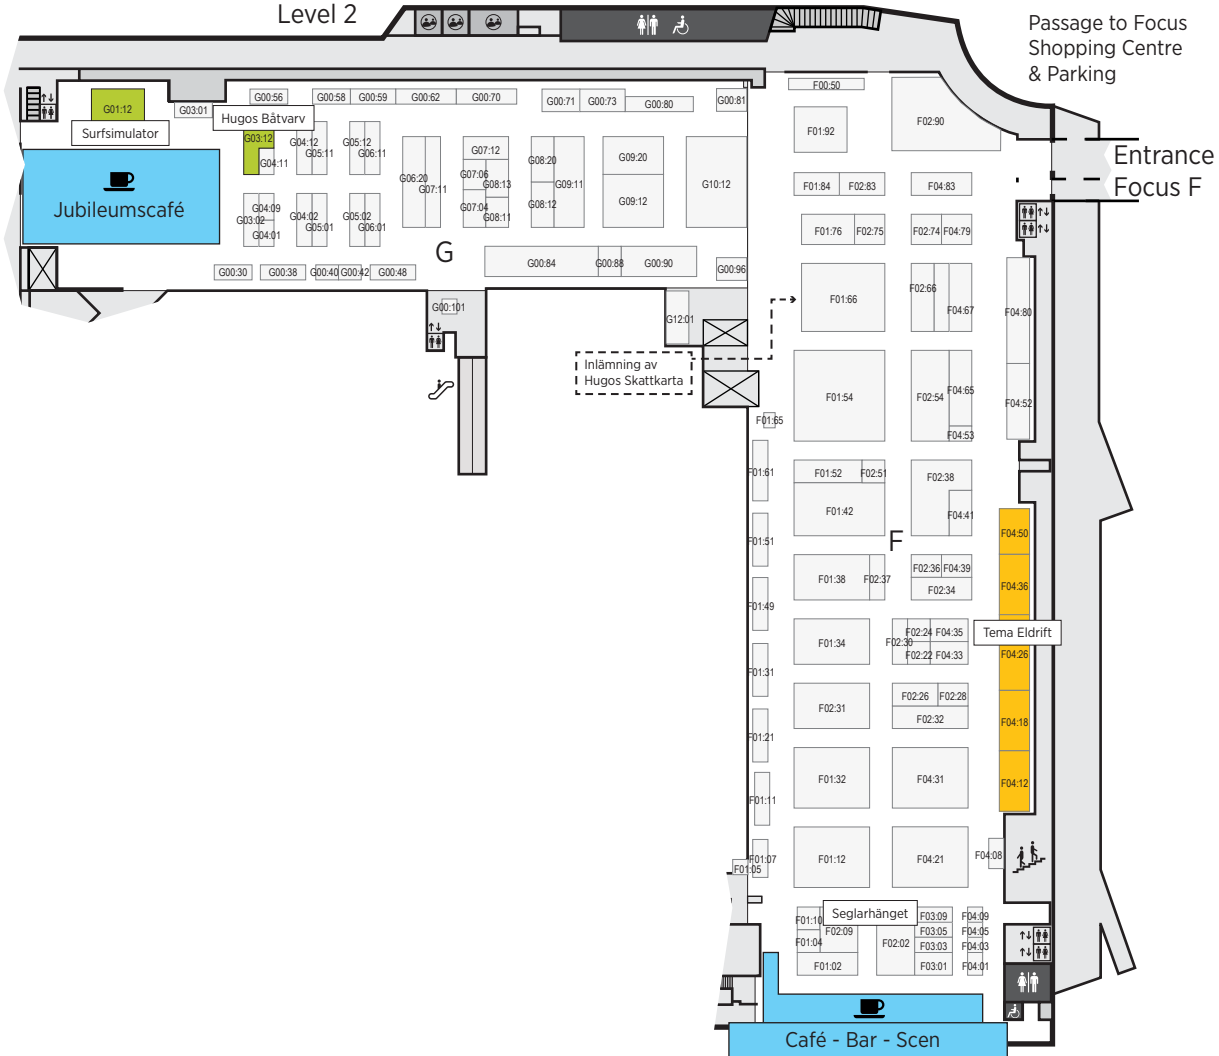 Level 2
Passage to Focus
Shopping Centre
& Parking
Entrance
Focus F
G01:12
Surfsimulator
G03:01
Hugos Båtvarv
G00:56
G00:58
G00:59
G00:62
G00:70
G00:71
G00:73
G00:80
G00:81
G03:12
G04:11
G04:12
G05:11
G05:12
G06:11
G06:20
G07:11
G07:12
G07:06
G08:13
G07:04
G08:11
G08:20
G08:12
G09:11
G09:20
G09:12
G10:12
Jubileumscafé
G03:02
G04:09
G04:01
G04:02
G05:01
G05:02
G06:01
G
G00:30
G00:38
G00:40
G00:42
G00:48
G00:84
G00:88
G00:90
G00:96
G00:101
G12:01
Inlämning av
Hugos Skattkarta
F00:50
F01:92
F02:90
F01:84
F02:83
F04:83
F01:76
F02:75
F02:74
F04:79
F01:66
F02:66
F04:67
F04:80
F01:54
F02:54
F04:65
F04:53
F04:52
F01:65
F01:61
F01:52
F02:51
F01:42
F02:38
F04:41
F
F01:51
F04:50
F01:38
F02:37
F02:36
F04:39
F02:34
F04:36
F01:49
F01:34
F02:30
F02:24
F04:35
F02:22
F04:33
Tema Eldrift
F04:26
F01:31
F02:31
F02:26
F02:28
F02:32
F04:18
F01:21
F01:32
F04:31
F04:12
F01:11
F01:07
F01:05
F01:12
F04:21
F04:08
Seglarhänget
F01:10
F01:04
F02:09
F01:02
F02:02
F03:09
F03:05
F03:03
F03:01
F04:09
F04:05
F04:03
F04:01
Café - Bar - Scen